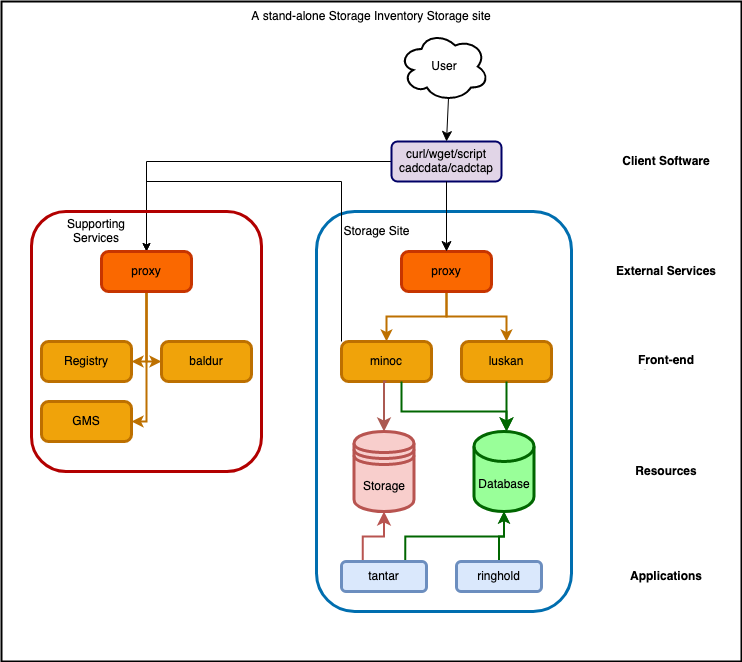 A stand-alone Storage Inventory Storage site
User
curl/wget/script
cadcdata/cadctap
Client Software
Supporting
Services
Storage Site
proxy
proxy
External Services
Registry
baldur
minoc
luskan
Front-end
GMS
Storage
Database
Resources
tantar
ringhold
Applications